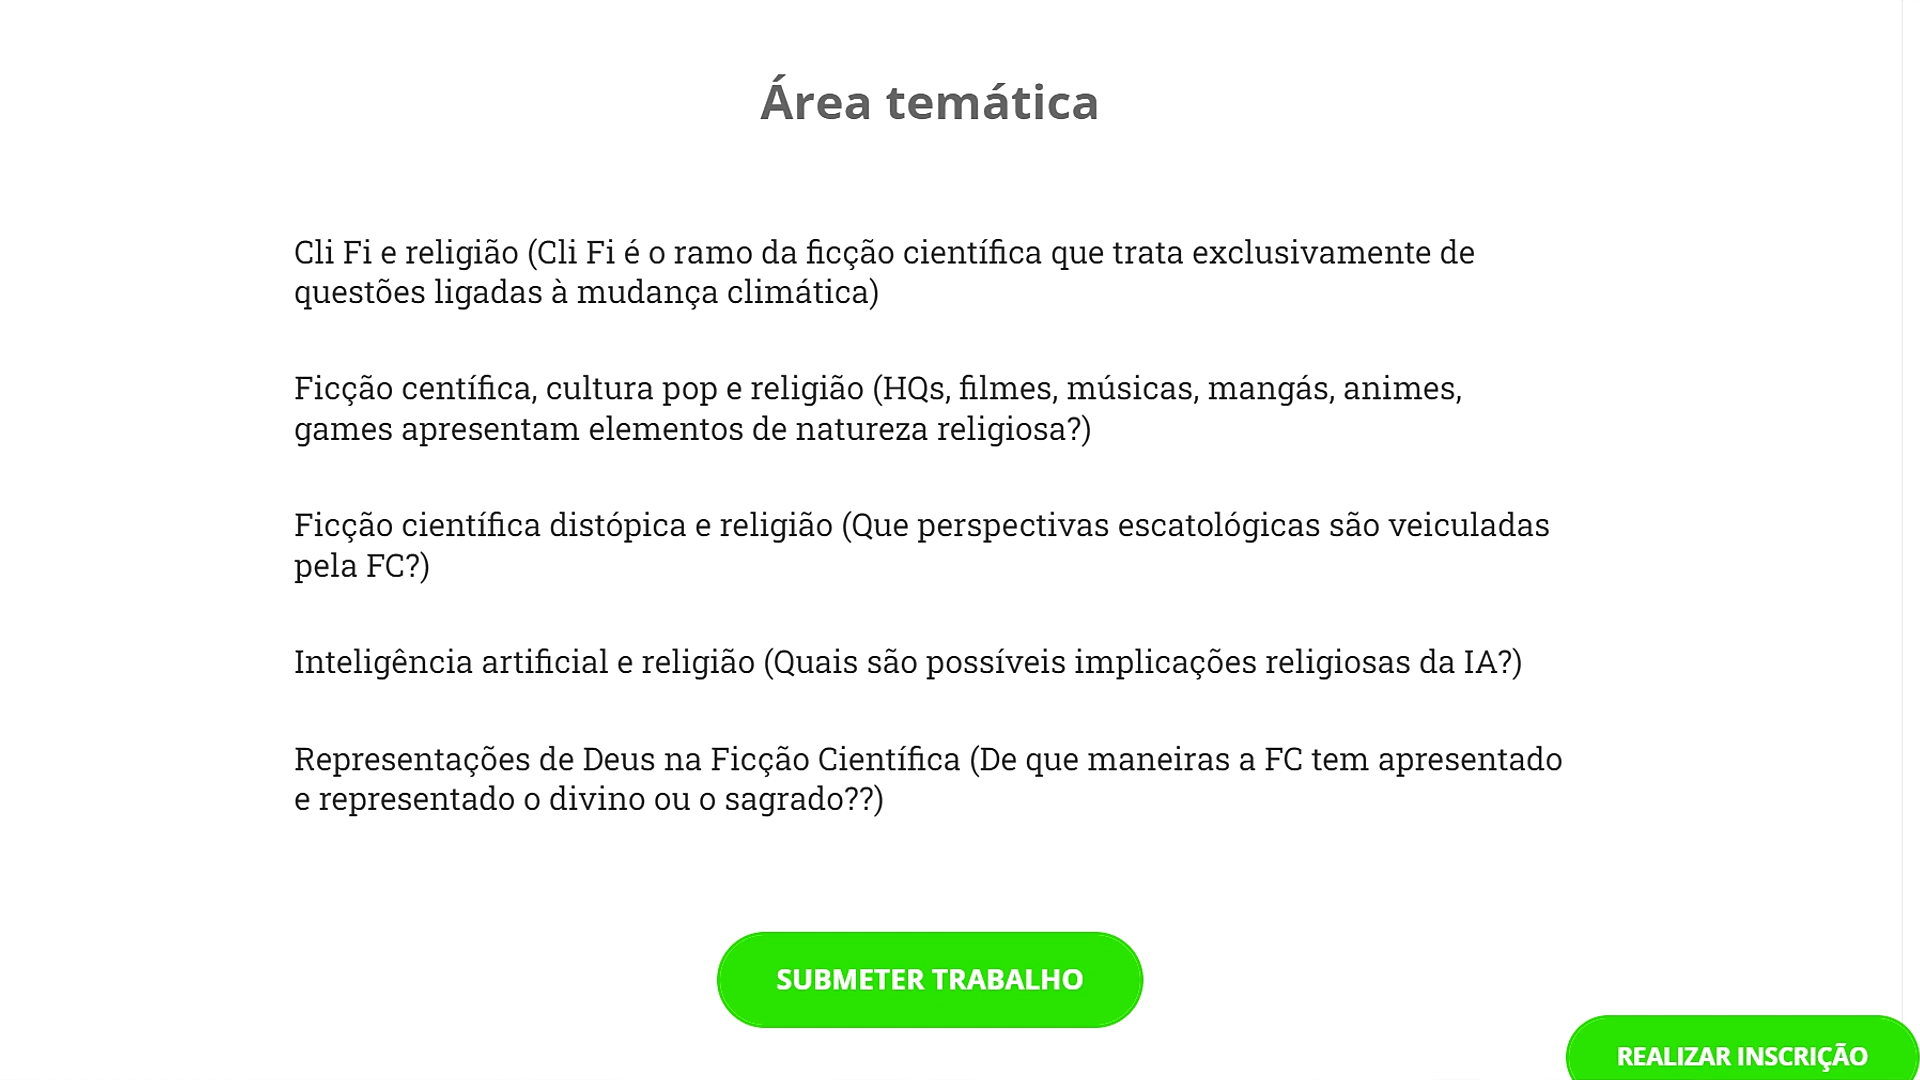 Área temática
Cli Fi e religião (Cli Fi é o ramo da ficção científica que trata exclusivamente de
questões ligadas à mudança climática)
Ficção centífica, cultura pop e religião (HQs, filmes, músicas, mangás, animes,
games apresentam elementos de natureza religiosa?)
Ficção científica distópica e religião (Que perspectivas escatológicas são veiculadas
pela FC?)
Inteligência artificial e religião (Quais são possíveis implicações religiosas da IA?)
Representações de Deus na Ficção Científica (De que maneiras a FC tem apresentado
e representado o divino ou o sagrado??)
SUBMETER TRABALHO
REALIZAR INSCRIÇÃO